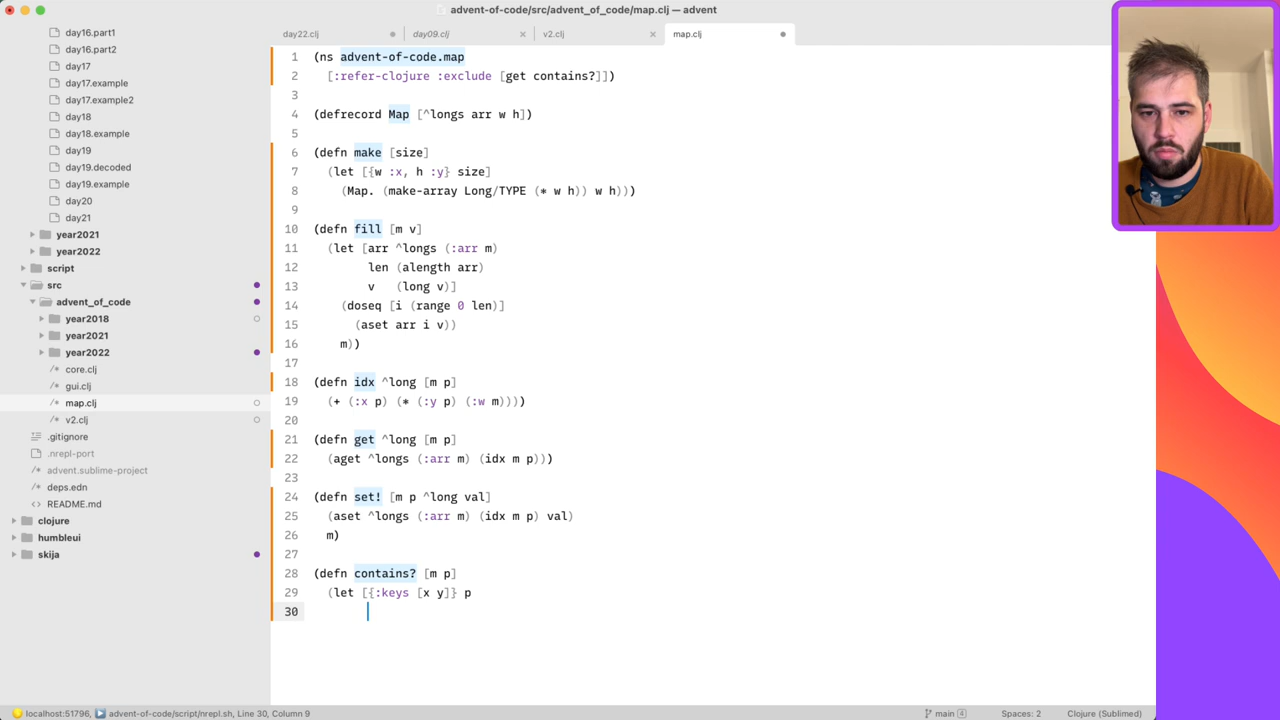 advent-of-code/src/advent_of_code/map.clj — advent
day22.clj
day09.clj
v2.clj
map.clj
day16.part1
day16.part2
day17
day17.example
day17.example2
day18
day18.example
day19
day19.decoded
day19.example
day20
day21
year2021
year2022
script
src
advent_of_code
year2018
year2021
year2022
/* core.clj
/* gui.clj
/* map.clj
/* v2.clj
.gitignore
.nrepl-port
advent.sublime-project
deps.edn
README.md
clojure
humbleui
skija
1 (ns advent-of-code.map
2   [:refer-clojure :exclude [get contains?]])
3
4 (defrecord Map [^longs arr w h])
5
6 (defn make [size]
7   (let [{w :x, h :y} size]
8     (Map. (make-array Long/TYPE (* w h)) w h)))
9
10 (defn fill [m v]
11   (let [arr ^longs (:arr m)
12         len (alength arr)
13         v   (long v)]
14     (doseq [i (range 0 len)]
15       (aset arr i v))
16     m))
17
18 (defn idx ^long [m p]
19   (+ (:x p) (* (:y p) (:w m))))
20
21 (defn get ^long [m p]
22   (aget ^longs (:arr m) (idx m p)))
23
24 (defn set! [m p ^long val]
25   (aset ^longs (:arr m) (idx m p) val)
26   m)
27
28 (defn contains? [m p]
29   (let [{:keys [x y]} p
30
localhost:51796, advent-of-code/script/nrepl.sh, Line 30, Column 9
main 4
Spaces: 2
Clojure (Sublimed)